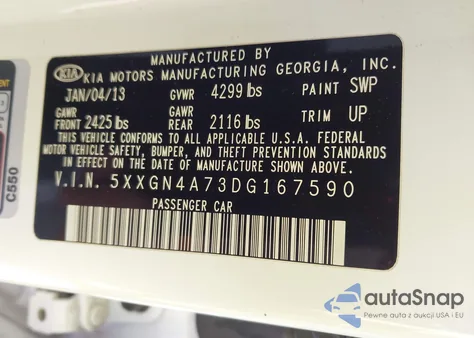 MANUFACTURED BY
KIA KIA MOTORS MANUFACTURING GEORGIA, INC.
JAN/04/13 GVWR 4299 lbs PAINT SWP
GAWR FRONT 2425 lbs GAWR REAR 2116 lbs TRIM UP
THIS VEHICLE CONFORMS TO ALL APPLICABLE U.S.A. FEDERAL
MOTOR VEHICLE SAFETY, BUMPER, AND THEFT PREVENTION STANDARDS
IN EFFECT ON THE DATE OF MANUFACTURE SHOWN ABOVE.
V.I.N. 5XXGN4A73DG167590
PASSENGER CAR
C550
autoSnap
Pewne auta z aukcji USA i EU